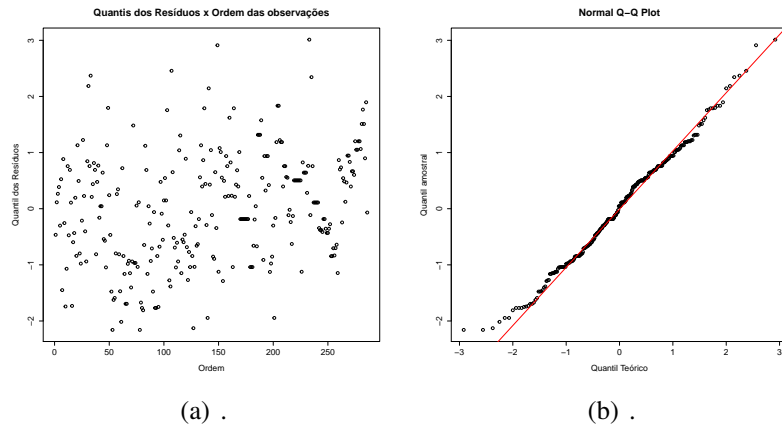 Quantis dos Resíduos x Ordem das observações
Quantil dos Resíduos
3
2
1
0
−1
−2
0 50 100 150 200 250
Ordem
(a) .
Normal Q−Q Plot
Quantil amostral
3
2
1
0
−1
−2
−3 −2 −1 0 1 2 3
Quantil Teórico
(b) .